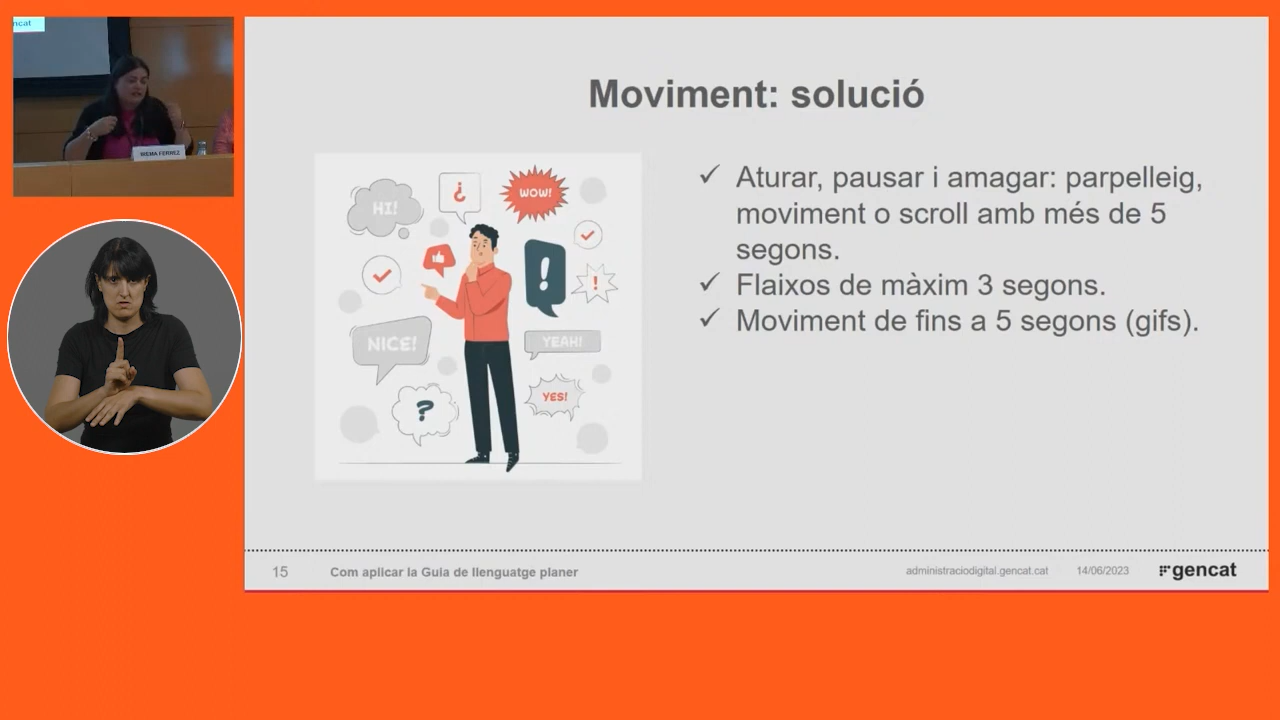 ncat
Moviment: solució
HI!
¿
WOW!
!
!
NICE!
YEAH!
?
YES!
✓ Aturar, pausar i amagar: parpelleig,
moviment o scroll amb més de 5
segons.
✓ Flaixos de màxim 3 segons.
✓ Moviment de fins a 5 segons (gifs).
15
Com aplicar la Guia de llenguatge planer
administraciodigital.gencat.cat
14/06/2023
gencat